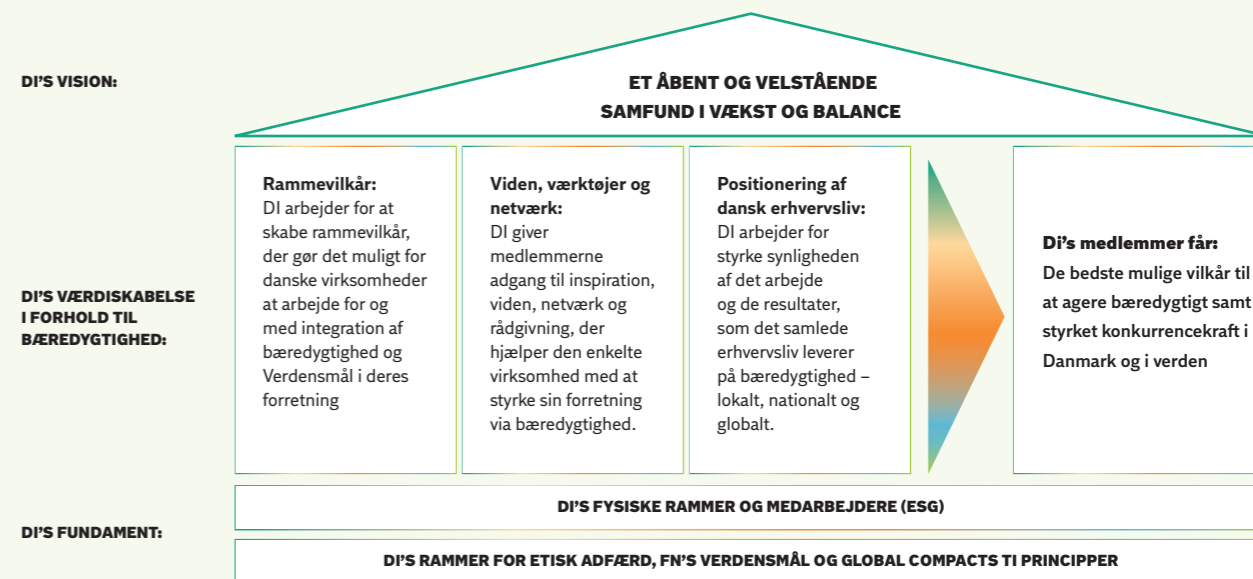 DI'S VISION:
ET ÅBENT OG VELSTÅENDE
SAMFUND I VÆKST OG BALANCE
DI'S VÆRDISKABELSE
I FORHOLD TIL
BÆREDYGTIGHED:
Rammevilkår:
DI arbejder for at
skabe rammevilkår,
der gør det muligt for
danske virksomheder
at arbejde for og
med integration af
bæredygtighed og
Verdensmål i deres
forretning
Viden, værktøjer og
netværk:
DI giver
medlemmerne
adgang til inspiration,
viden, netværk og
rådgivning, der
hjælper den enkelte
virksomhed med at
styrke sin forretning
via bæredygtighed.
Positionering af
dansk erhvervsliv:
DI arbejder for
styrke synligheden
af det arbejde
og de resultater,
som det samlede
erhvervsliv leverer
på bæredygtighed –
lokalt, nationalt og
globalt.
Di's medlemmer får:
De bedste mulige vilkår til
at agere bæredygtigt samt
styrket konkurrencekraft i
Danmark og i verden
DI'S FUNDAMENT:
DI'S FYSISKE RAMMER OG MEDARBEJDERE (ESG)
DI'S RAMMER FOR ETISK ADFÆRD, FN'S VERDENSMÅL OG GLOBAL COMPACTS TI PRINCIPPER